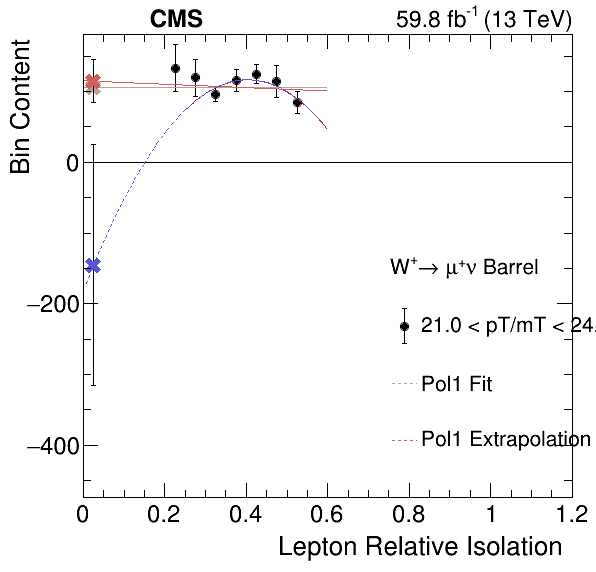 CMS
59.8 fb⁻¹ (13 TeV)
Bin Content
0
−200
−400
W⁺→ μ⁺ν Barrel
21.0 < pT/mT < 24.
Pol1 Fit
Pol1 Extrapolation
0 0.2 0.4 0.6 0.8 1 1.2
Lepton Relative Isolation